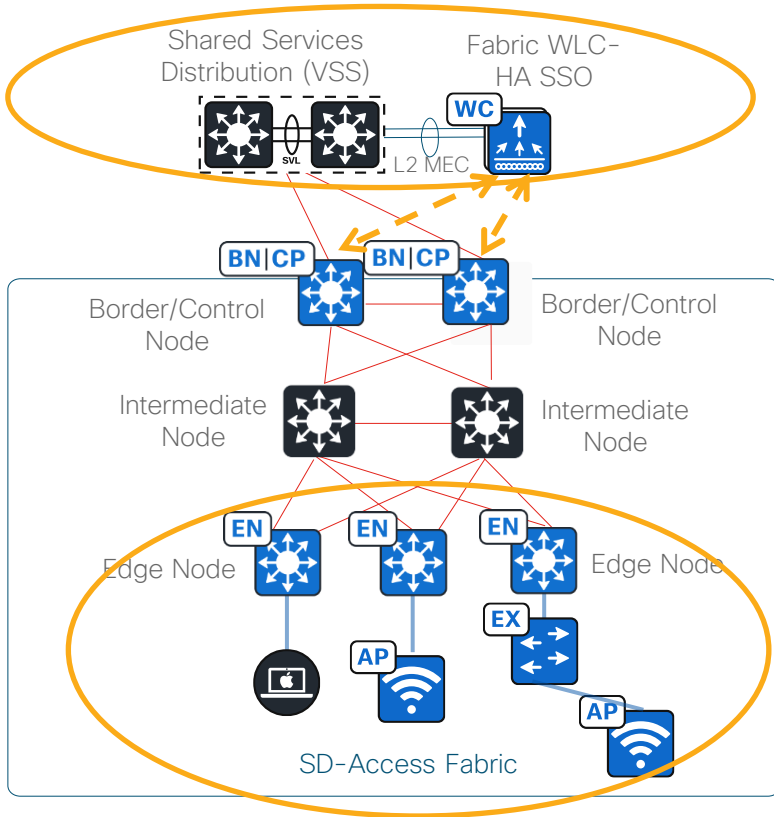 Shared Services
Distribution (VSS)
Fabric WLC-
HA SSO
WC
SVL
L2 MEC
BN|CP
BN|CP
Border/Control
Node
Border/Control
Node
Intermediate
Node
Intermediate
Node
EN
EN
EN
Edge Node
Edge Node
EX
AP
AP
SD-Access Fabric